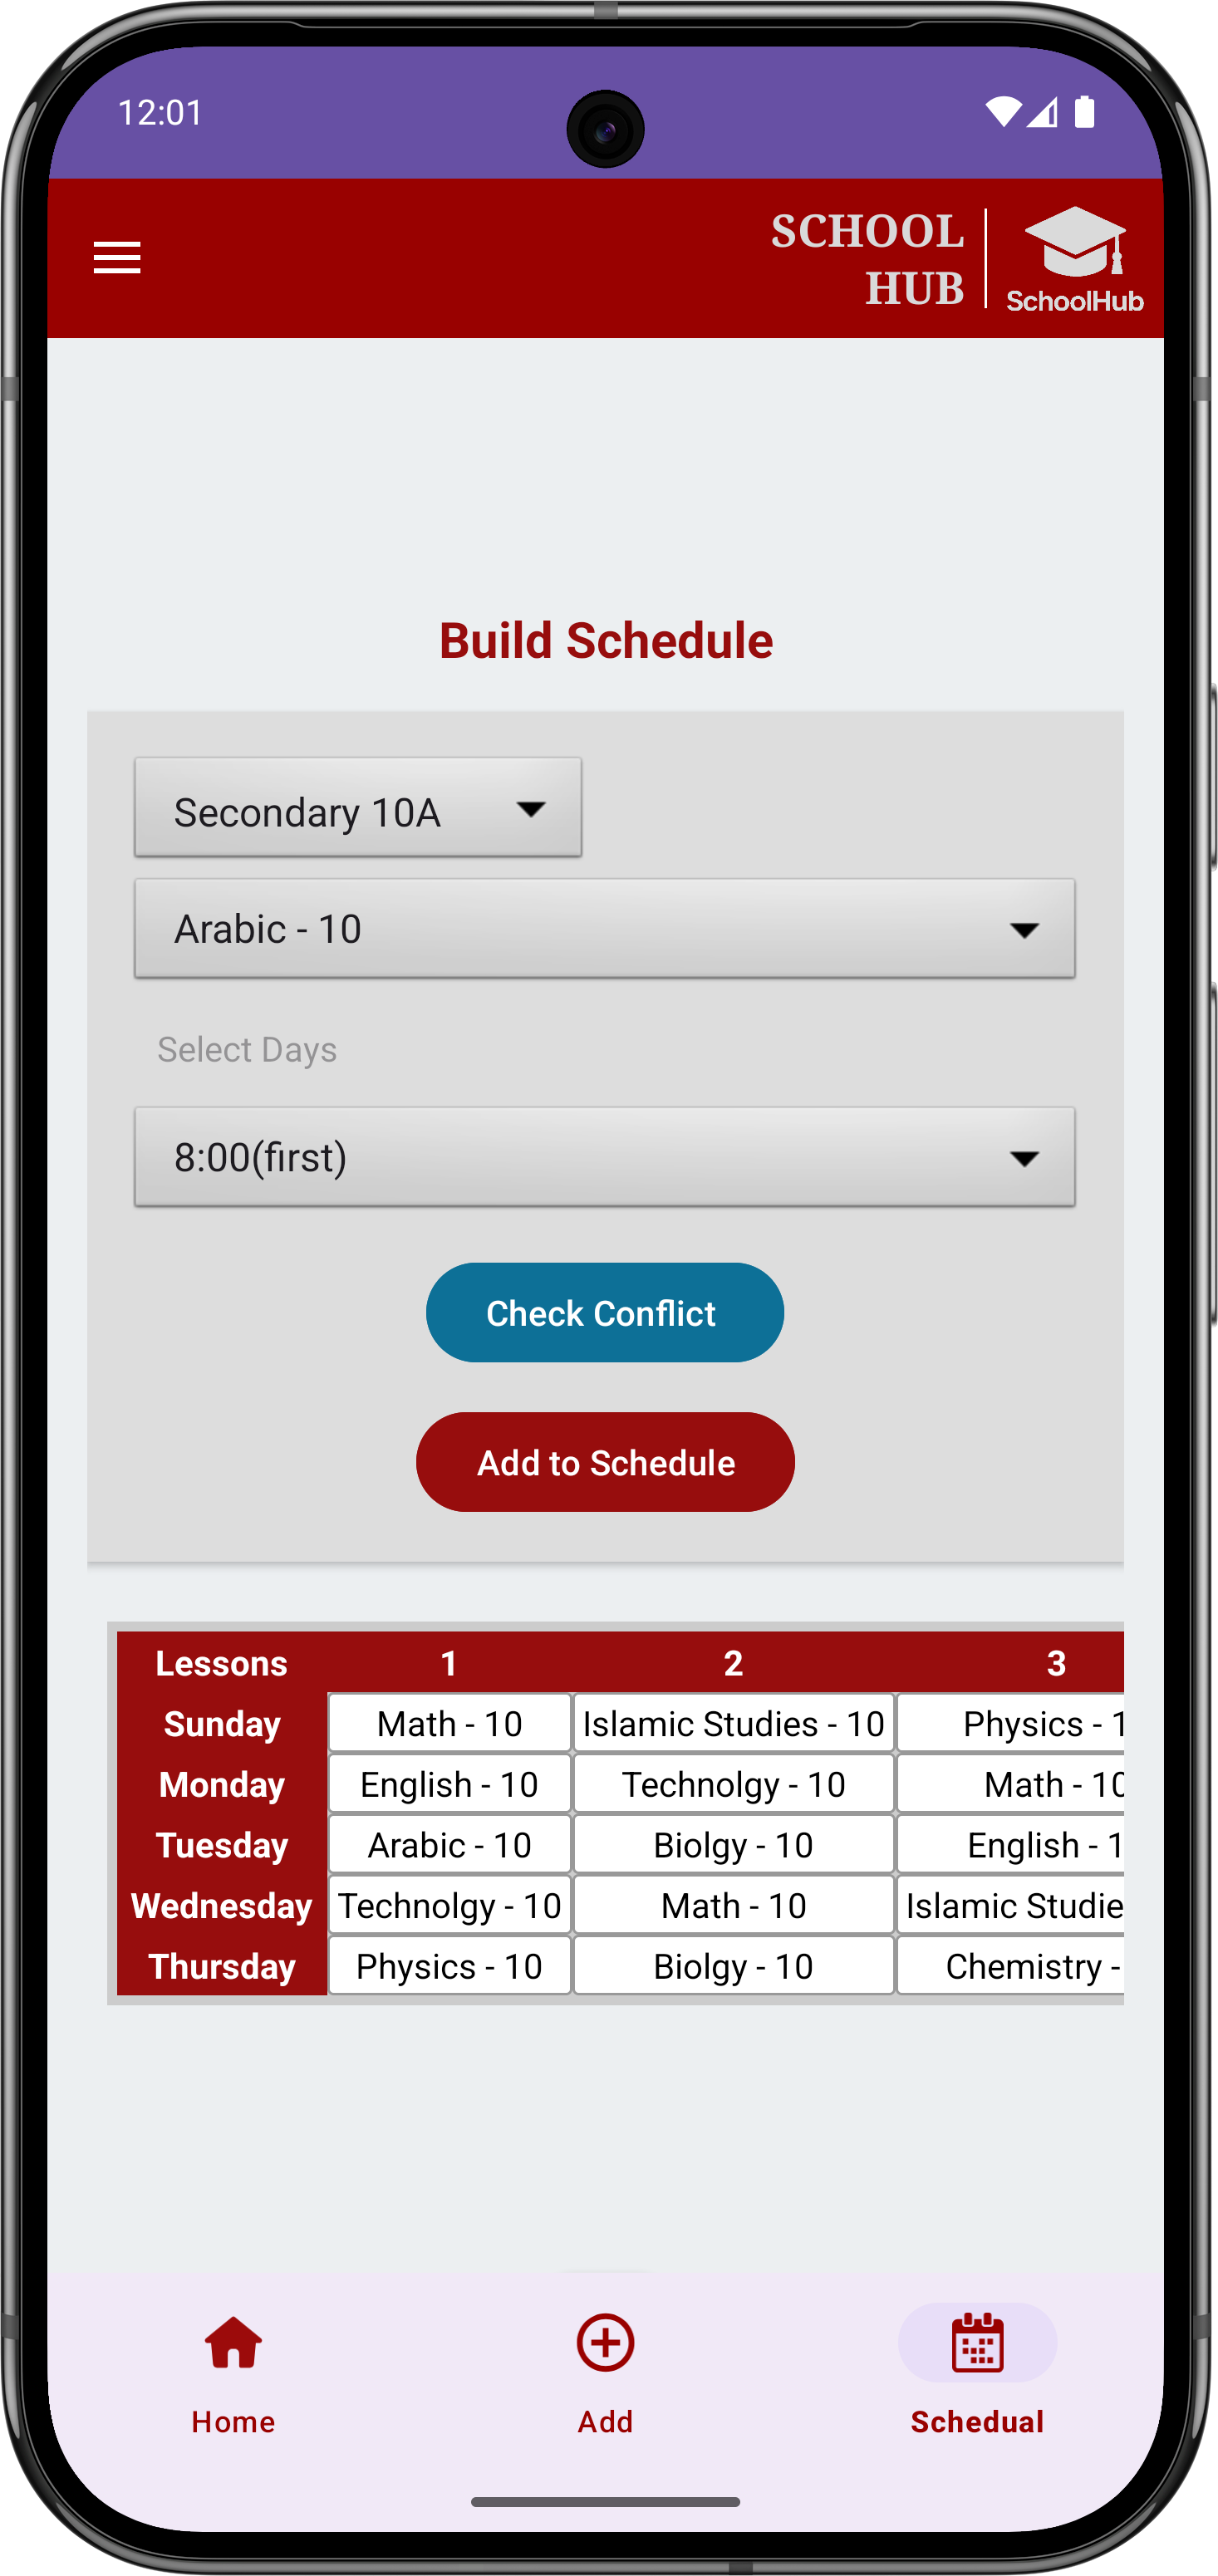 12:01
SCHOOL
HUB
SchoolHub
Build Schedule
Secondary 10A
Arabic - 10
Select Days
8:00(first)
Check Conflict
Add to Schedule
Lessons 1 2 3
Sunday Math - 10 Islamic Studies - 10 Physics - 1
Monday English - 10 Technolgy - 10 Math - 10
Tuesday Arabic - 10 Biolgy - 10 English - 1
Wednesday Technolgy - 10 Math - 10 Islamic Studie
Thursday Physics - 10 Biolgy - 10 Chemistry -
Home Add Schedual